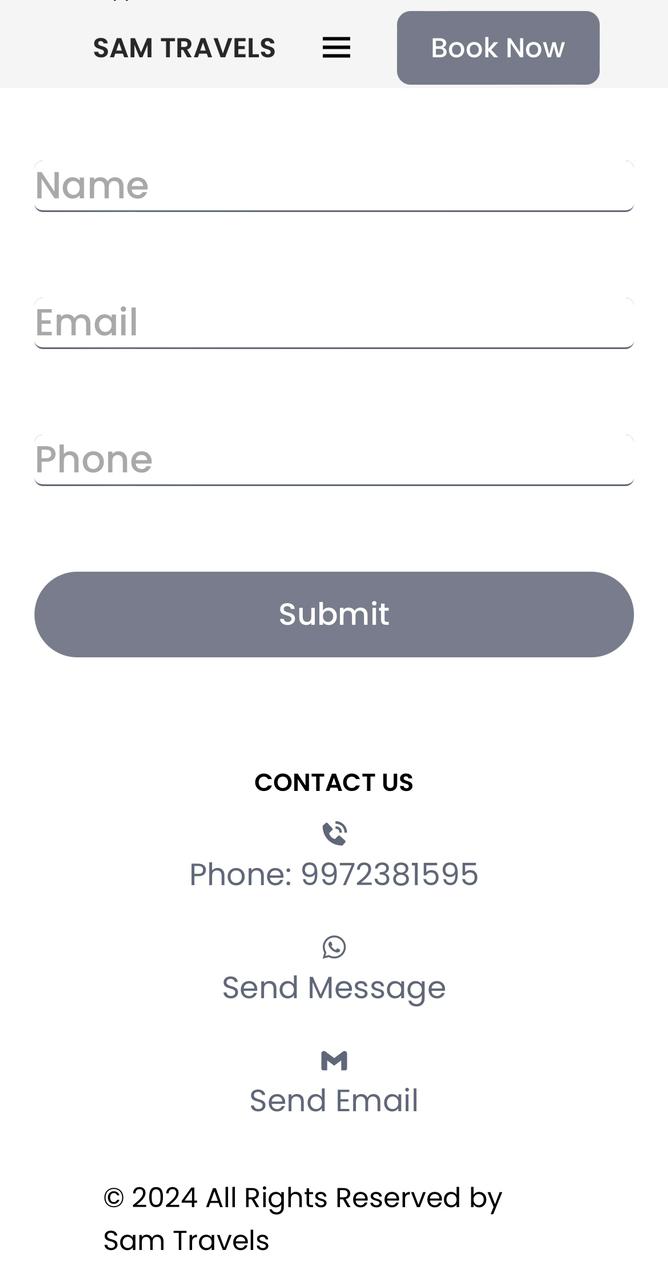 SAM TRAVELS
Book Now
Name
Email
Phone
Submit
CONTACT US
Phone: 9972381595
Send Message
Send Email
© 2024 All Rights Reserved by
Sam Travels